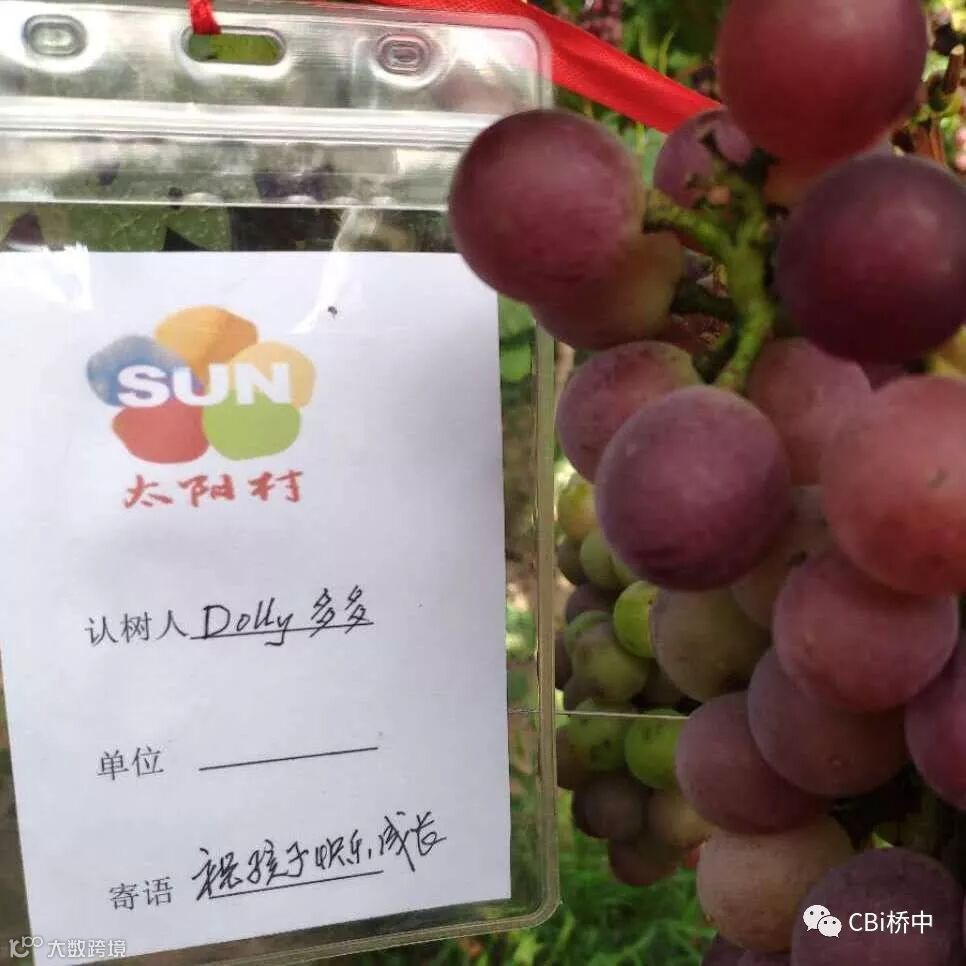 SUN
太阳村
认树人 Dolly 多多
单位
寄语 祝孩子快乐成长
CBi桥中
大数跨境